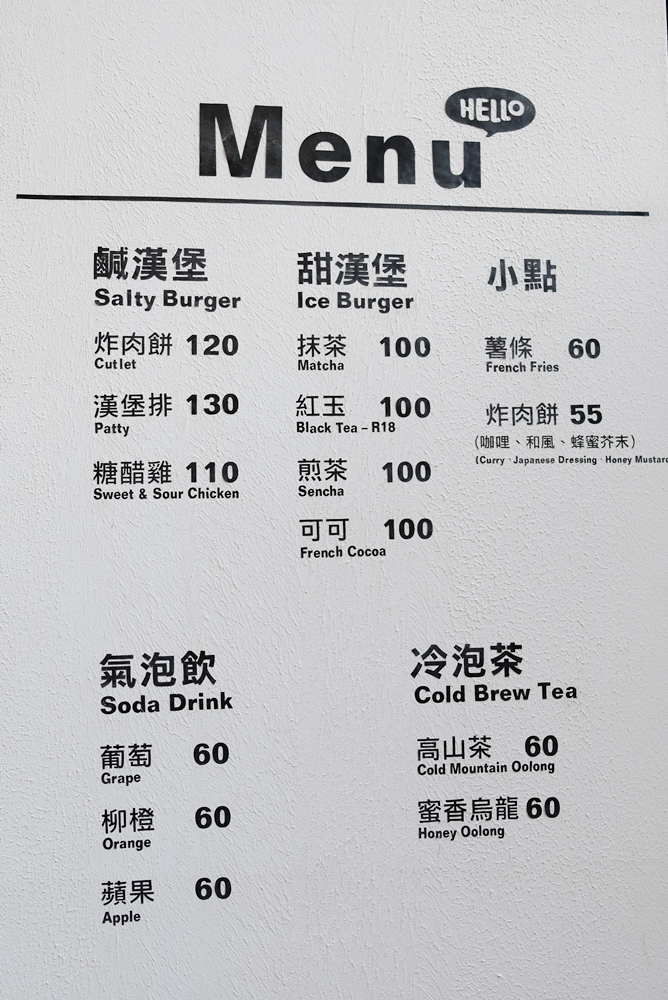 Menu
HELLO
鹹漢堡
Salty Burger
炸肉餅 120
Cutlet
漢堡排 130
Patty
糖醋雞 110
Sweet & Sour Chicken
甜漢堡
Ice Burger
抹茶 100
Matcha
紅玉 100
Black Tea – R18
煎茶 100
Sencha
可可 100
French Cocoa
小點
薯條 60
French Fries
炸肉餅 55
(咖哩、和風、蜂蜜芥末)
(Curry、Japanese Dressing、Honey Mustard
氣泡飲
Soda Drink
葡萄 60
Grape
柳橙 60
Orange
蘋果 60
Apple
冷泡茶
Cold Brew Tea
高山茶 60
Cold Mountain Oolong
蜜香烏龍 60
Honey Oolong